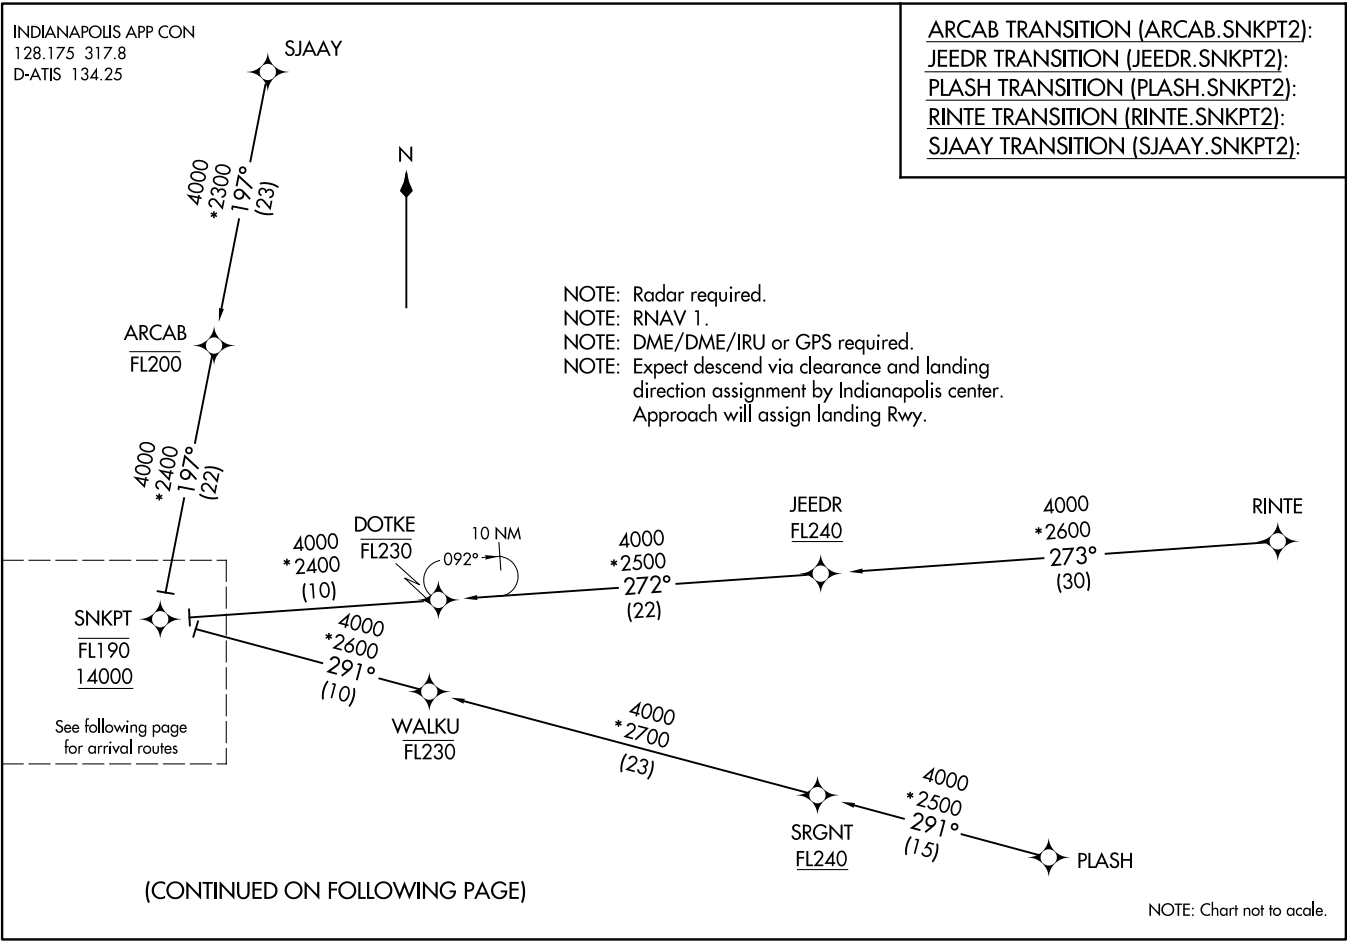 INDIANAPOLIS APP CON
128.175 317.8
D-ATIS 134.25
SJAAY
ARCAB TRANSITION (ARCAB.SNKPT2):
JEEDR TRANSITION (JEEDR.SNKPT2):
PLASH TRANSITION (PLASH.SNKPT2):
RINTE TRANSITION (RINTE.SNKPT2):
SJAAY TRANSITION (SJAAY.SNKPT2):
N
4000
*2300
197°
(23)
NOTE: Radar required.
NOTE: RNAV 1.
NOTE: DME/DME/IRU or GPS required.
NOTE: Expect descend via clearance and landing
direction assignment by Indianapolis center.
Approach will assign landing Rwy.
ARCAB
FL200
4000
*2400
197°
(22)
DOTKE
FL230
092°
10 NM
4000
*2400
(10)
4000
*2500
272°
(22)
JEEDR
FL240
4000
*2600
273°
(30)
RINTE
SNKPT
FL190
14000
See following page
for arrival routes
4000
*2600
291°
(10)
WALKU
FL230
4000
*2700
(23)
SRGNT
FL240
4000
*2500
291°
(15)
PLASH
(CONTINUED ON FOLLOWING PAGE)
NOTE: Chart not to acale.